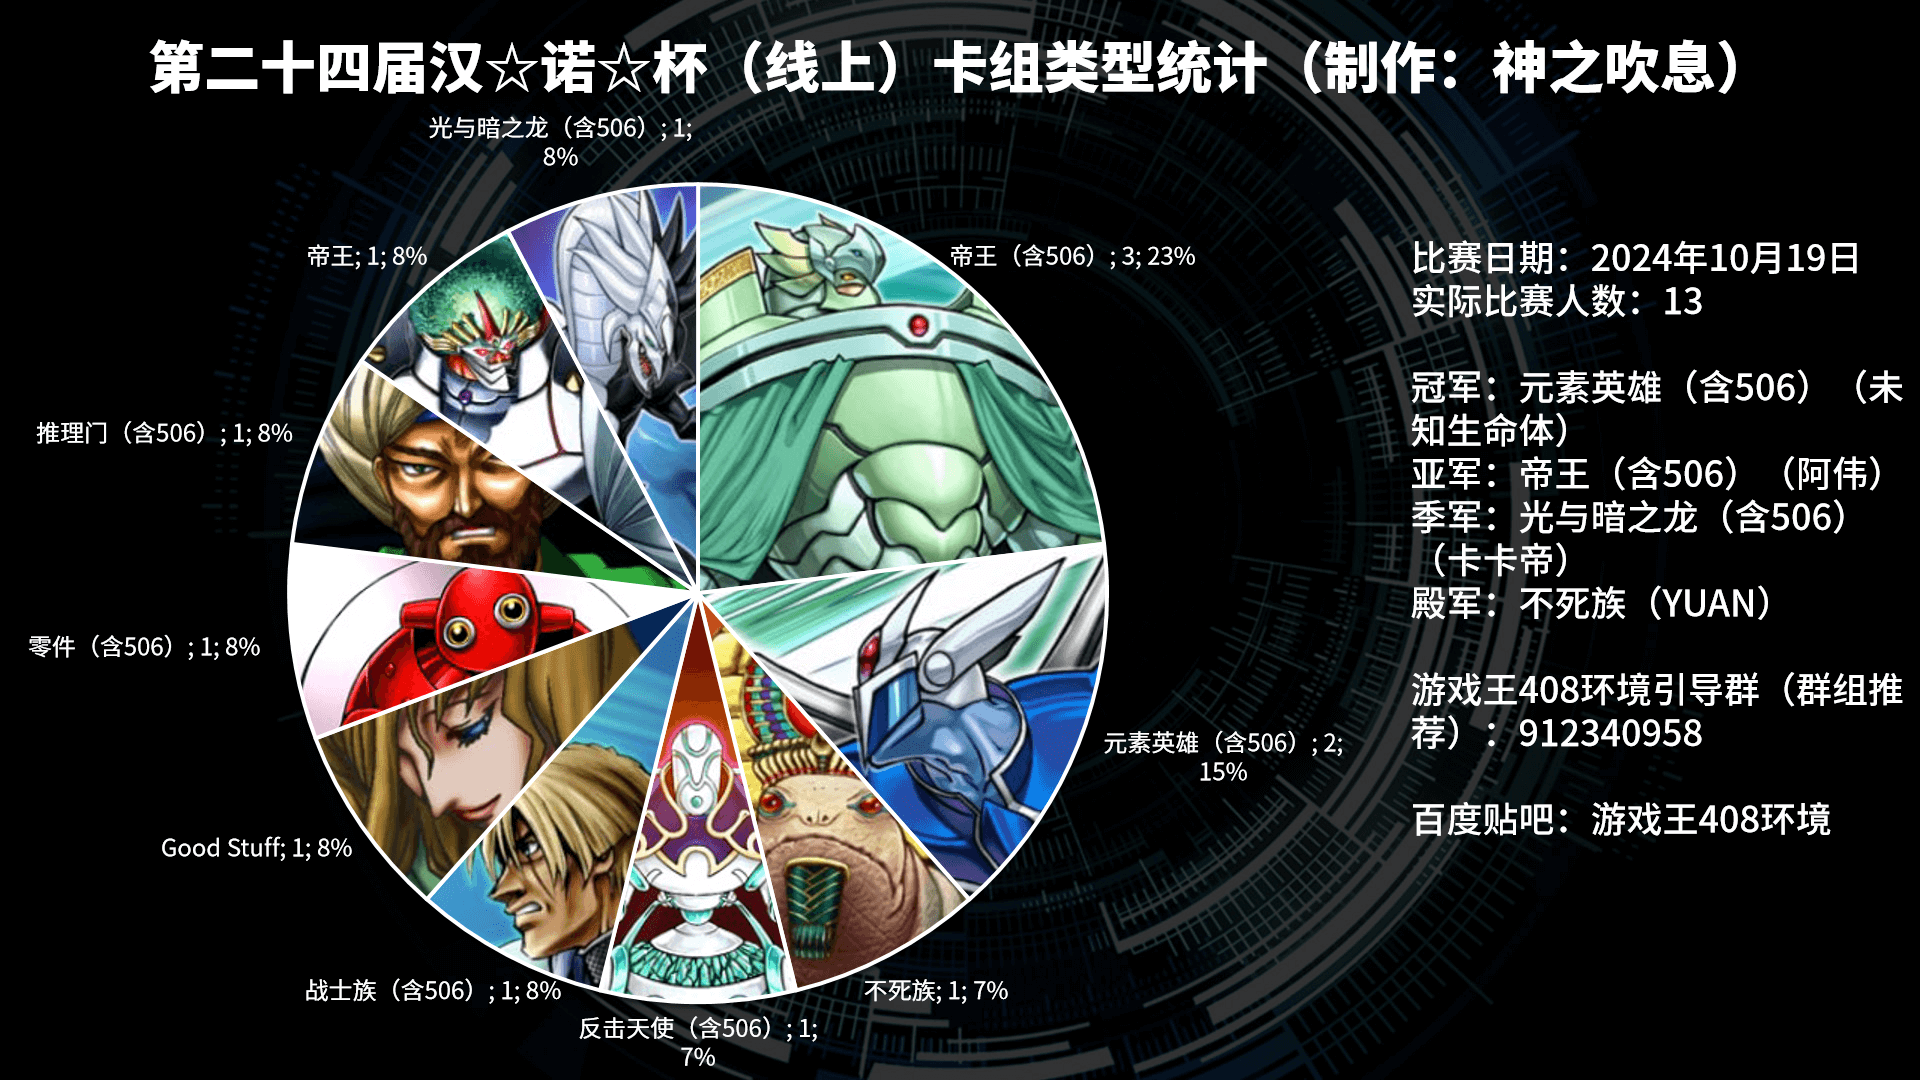 第二十四届汉☆诺☆杯（线上）卡组类型统计（制作：神之吹息）
光与暗之龙（含506）; 1;
8%
帝王; 1; 8%
帝王（含506）; 3; 23%
推理门（含506）; 1; 8%
零件（含506）; 1; 8%
元素英雄（含506）; 2;
15%
Good Stuff; 1; 8%
战士族（含506）; 1; 8%
不死族; 1; 7%
反击天使（含506）; 1;
7%
比赛日期：2024年10月19日
实际比赛人数：13
冠军：元素英雄（含506）（未
知生命体）
亚军：帝王（含506）（阿伟）
季军：光与暗之龙（含506）
（卡卡帝）
殿军：不死族（YUAN）
游戏王408环境引导群（群组推
荐）：912340958
百度贴吧：游戏王408环境